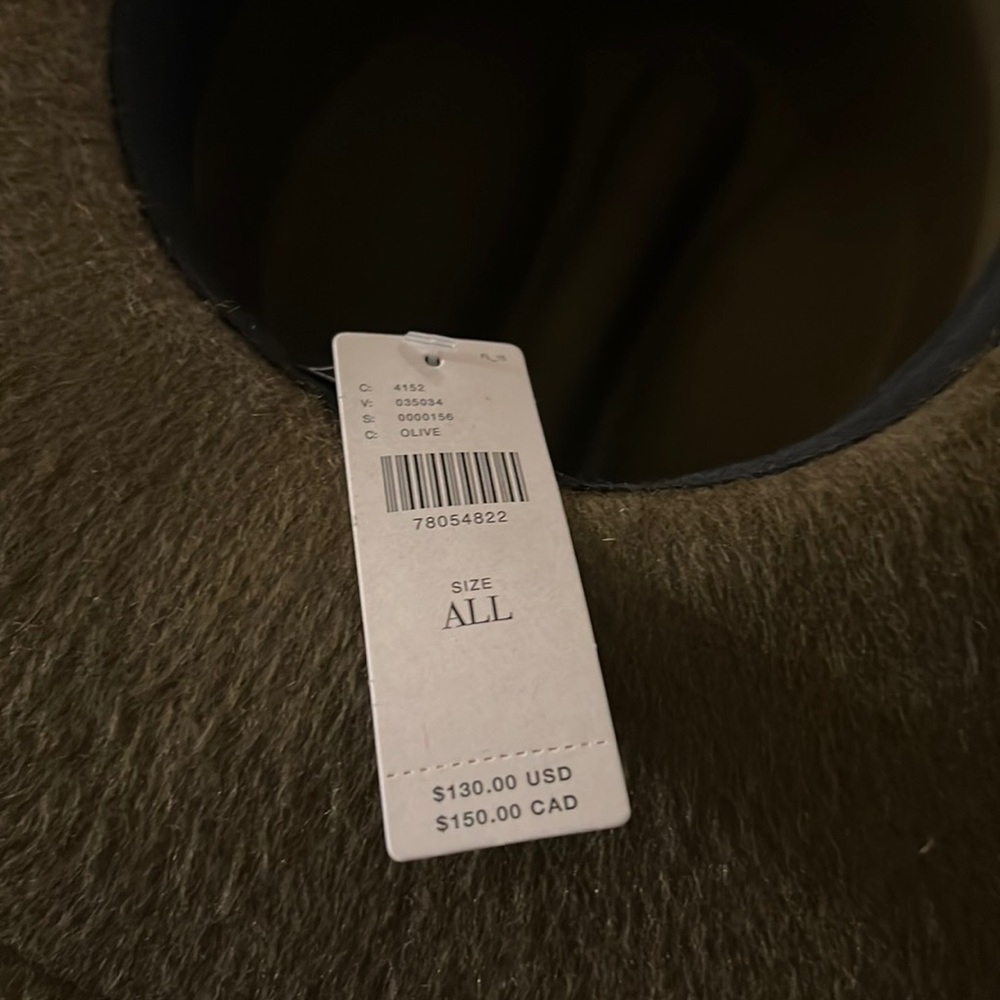 C: 4152
V: 035034
S: 0000156
C: OLIVE
78054822
SIZE
ALL
$130.00 USD
$150.00 CAD